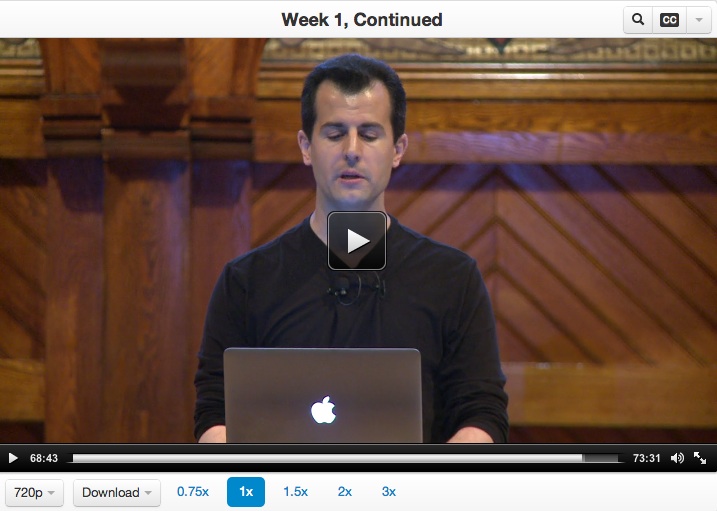 Week 1, Continued
CC
68:43
73:31
720p
Download
0.75x
1x
1.5x
2x
3x